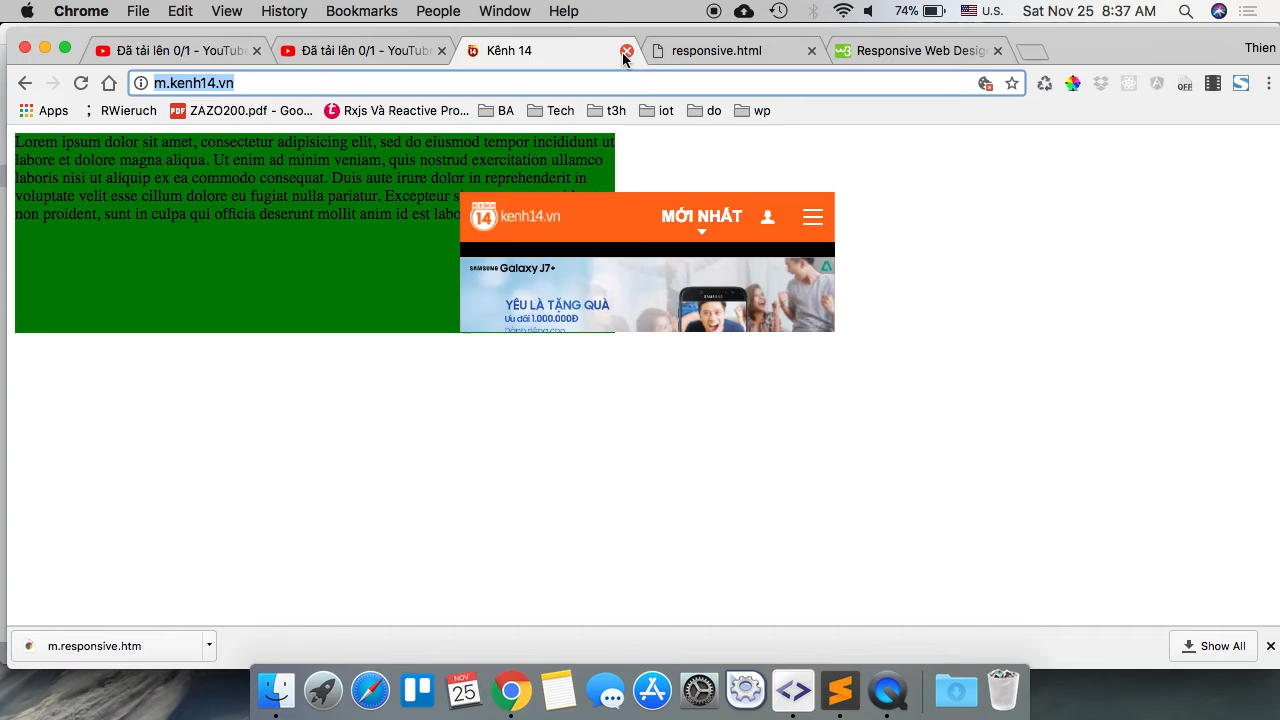 Chrome File Edit View History Bookmarks People Window Help 74% U.S. Sat Nov 25 8:37 AM
Đã tải lên 0/1 - YouTube Đã tải lên 0/1 - YouTube Kênh 14 responsive.html Responsive Web Design Thien
m.kenh14.vn
Apps RWieruch ZAZO200.pdf - Goo... Rxjs Và Reactive Pro... BA Tech t3h iot do wp
Lorem ipsum dolor sit amet, consectetur adipisicing elit, sed do eiusmod tempor incididunt ut
labore et dolore magna aliqua. Ut enim ad minim veniam, quis nostrud exercitation ullamco
laboris nisi ut aliquip ex ea commodo consequat. Duis aute irure dolor in reprehenderit in
voluptate velit esse cillum dolore eu fugiat nulla pariatur. Excepteur
non proident, sunt in culpa qui officia deserunt mollit anim id est
14 kenh14.vn MỚI NHẤT
SAMSUNG Galaxy J7+
YÊU LÀ TẶNG QUÀ
Ưu đãi 1.000.000Đ
Dành riêng cho
m.responsive.htm Show All
NOV
25